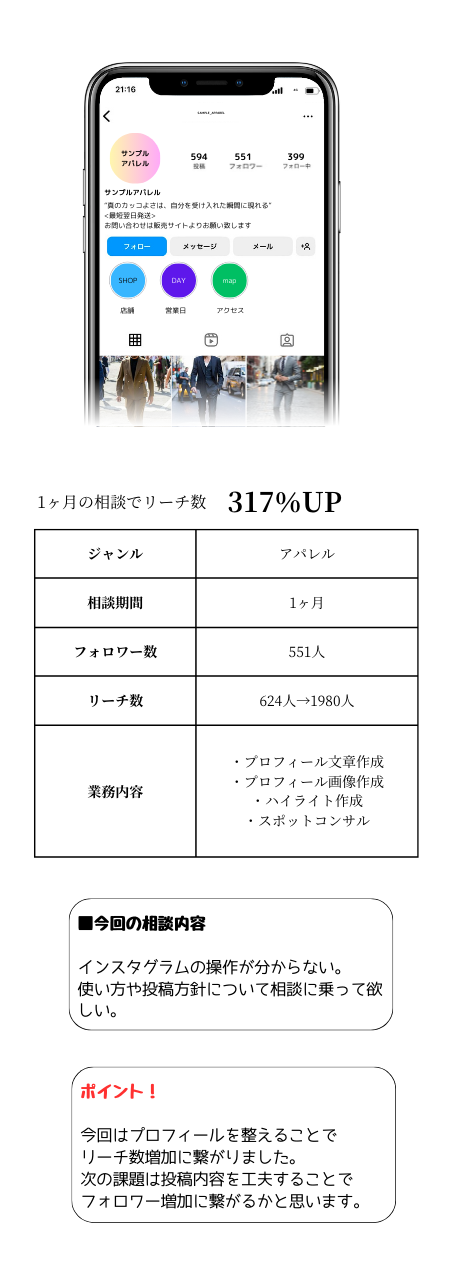 21:16
SAMPLE_APPAREL
サンプル
アパレル
594
551
399
投稿
フォロワー
フォロー中
サンプルアパレル
"真のカッコよさは、自分を受け入れた瞬間に現れる"
<最短翌日発送>
お問い合わせは販売サイトよりお願い致します
フォロー
メッセージ
メール
SHOP
DAY
map
店舗
営業日
アクセス
1ヶ月の相談でリーチ数 317%UP
ジャンル アパレル
相談期間 1ヶ月
フォロワー数 551人
リーチ数 624人→1980人
業務内容
・プロフィール文章作成
・プロフィール画像作成
・ハイライト作成
・スポットコンサル
■今回の相談内容
インスタグラムの操作が分からない。
使い方や投稿方針について相談に乗って欲
しい。
ポイント！
今回はプロフィールを整えることで
リーチ数増加に繋がりました。
次の課題は投稿内容を工夫することで
フォロワー増加に繋がるかと思います。